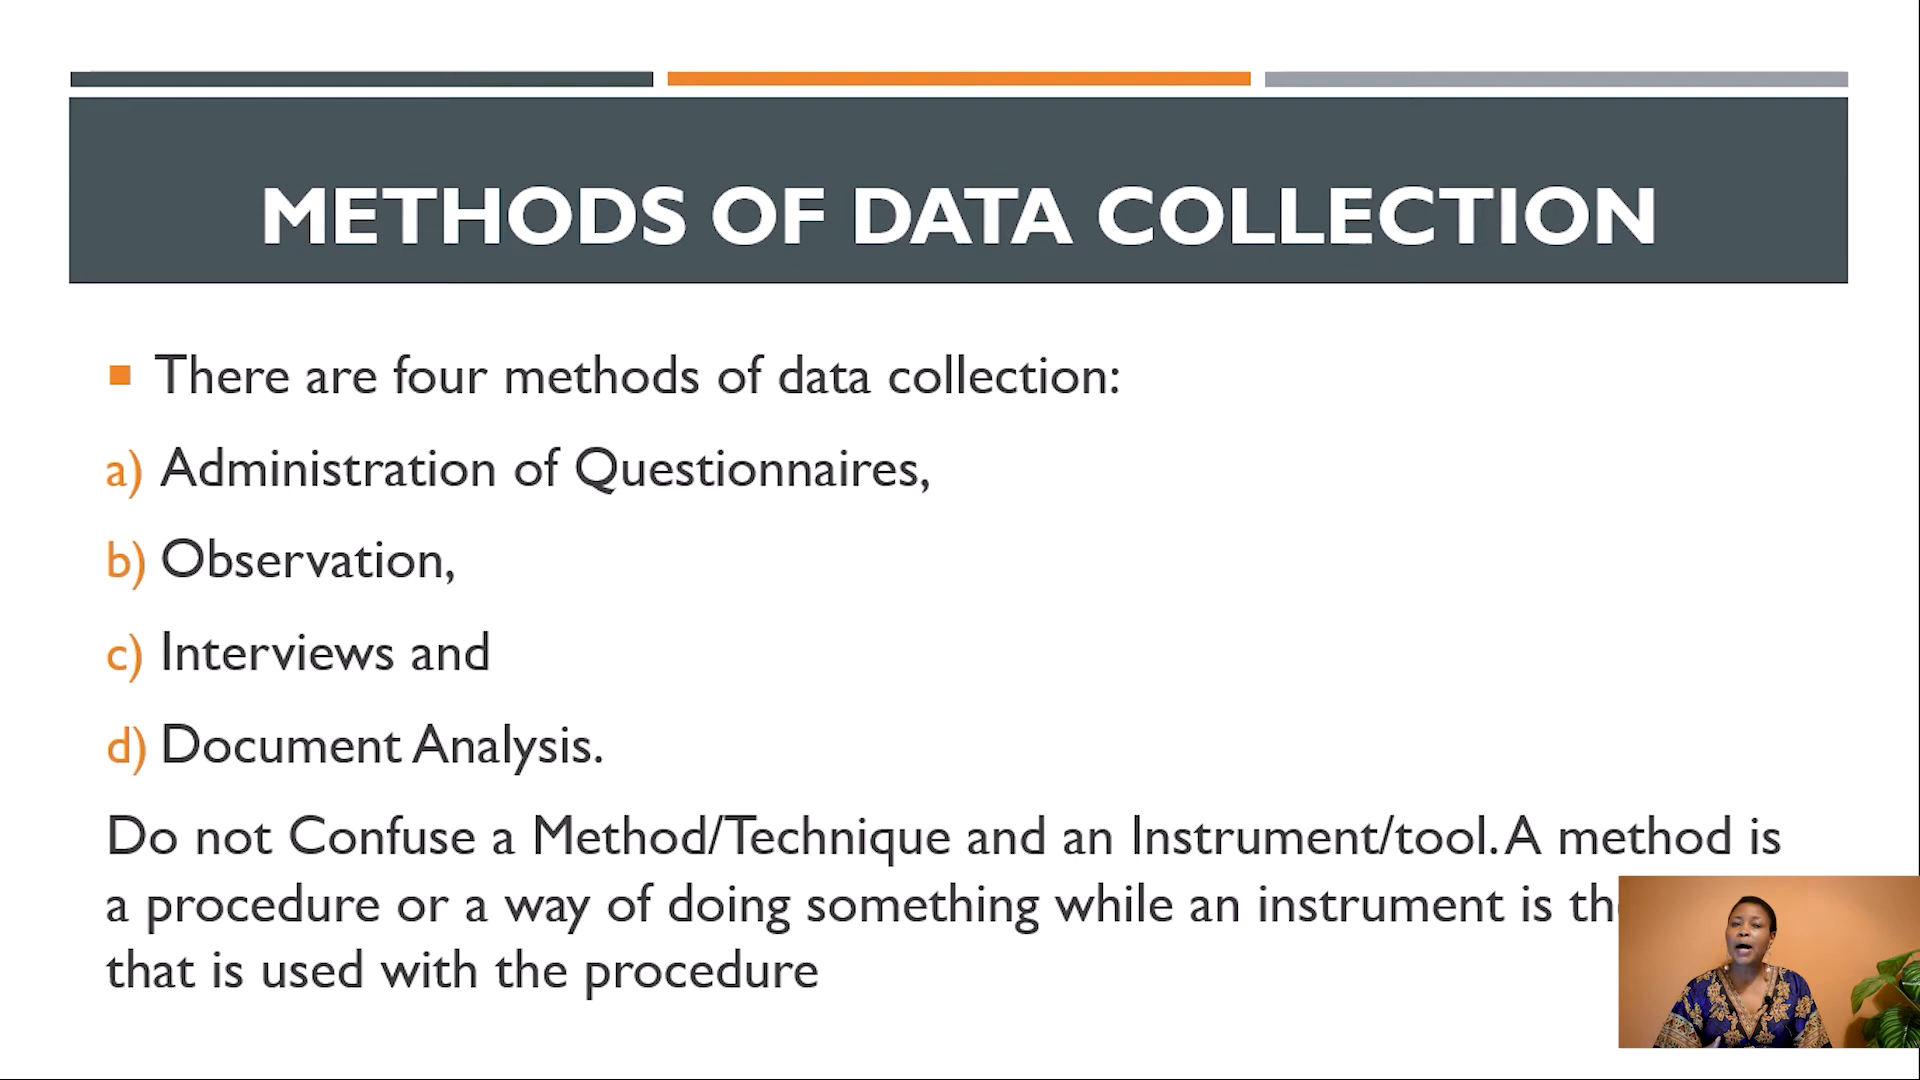 METHODS OF DATA COLLECTION
There are four methods of data collection:
a) Administration of Questionnaires,
b) Observation,
c) Interviews and
d) Document Analysis.
Do not Confuse a Method/Technique and an Instrument/tool. A method is
a procedure or a way of doing something while an instrument is
that is used with the procedure